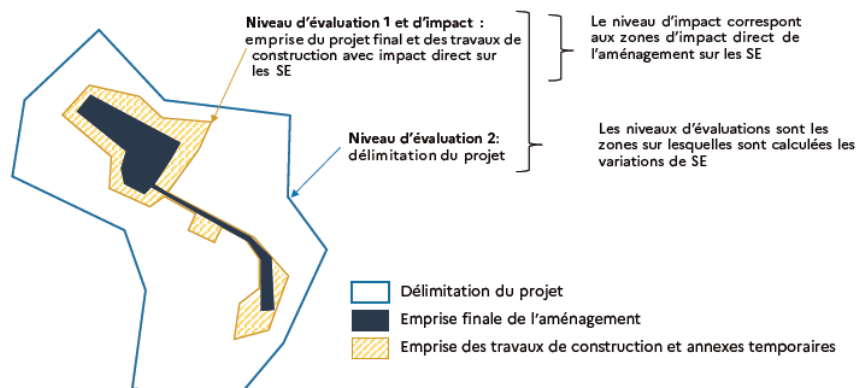 Niveau d'évaluation 1 et d'impact :
emprise du projet final et des travaux de
construction avec impact direct sur
les SE
Le niveau d'impact correspont
aux zones d'impact direct de
l'aménagement sur les SE
Niveau d'évaluation 2:
délimitation du projet
Les niveaux d'évaluations sont les
zones sur lesquelles sont calculées les
variations de SE
Délimitation du projet
Emprise finale de l'aménagement
Emprise des travaux de construction et annexes temporaires